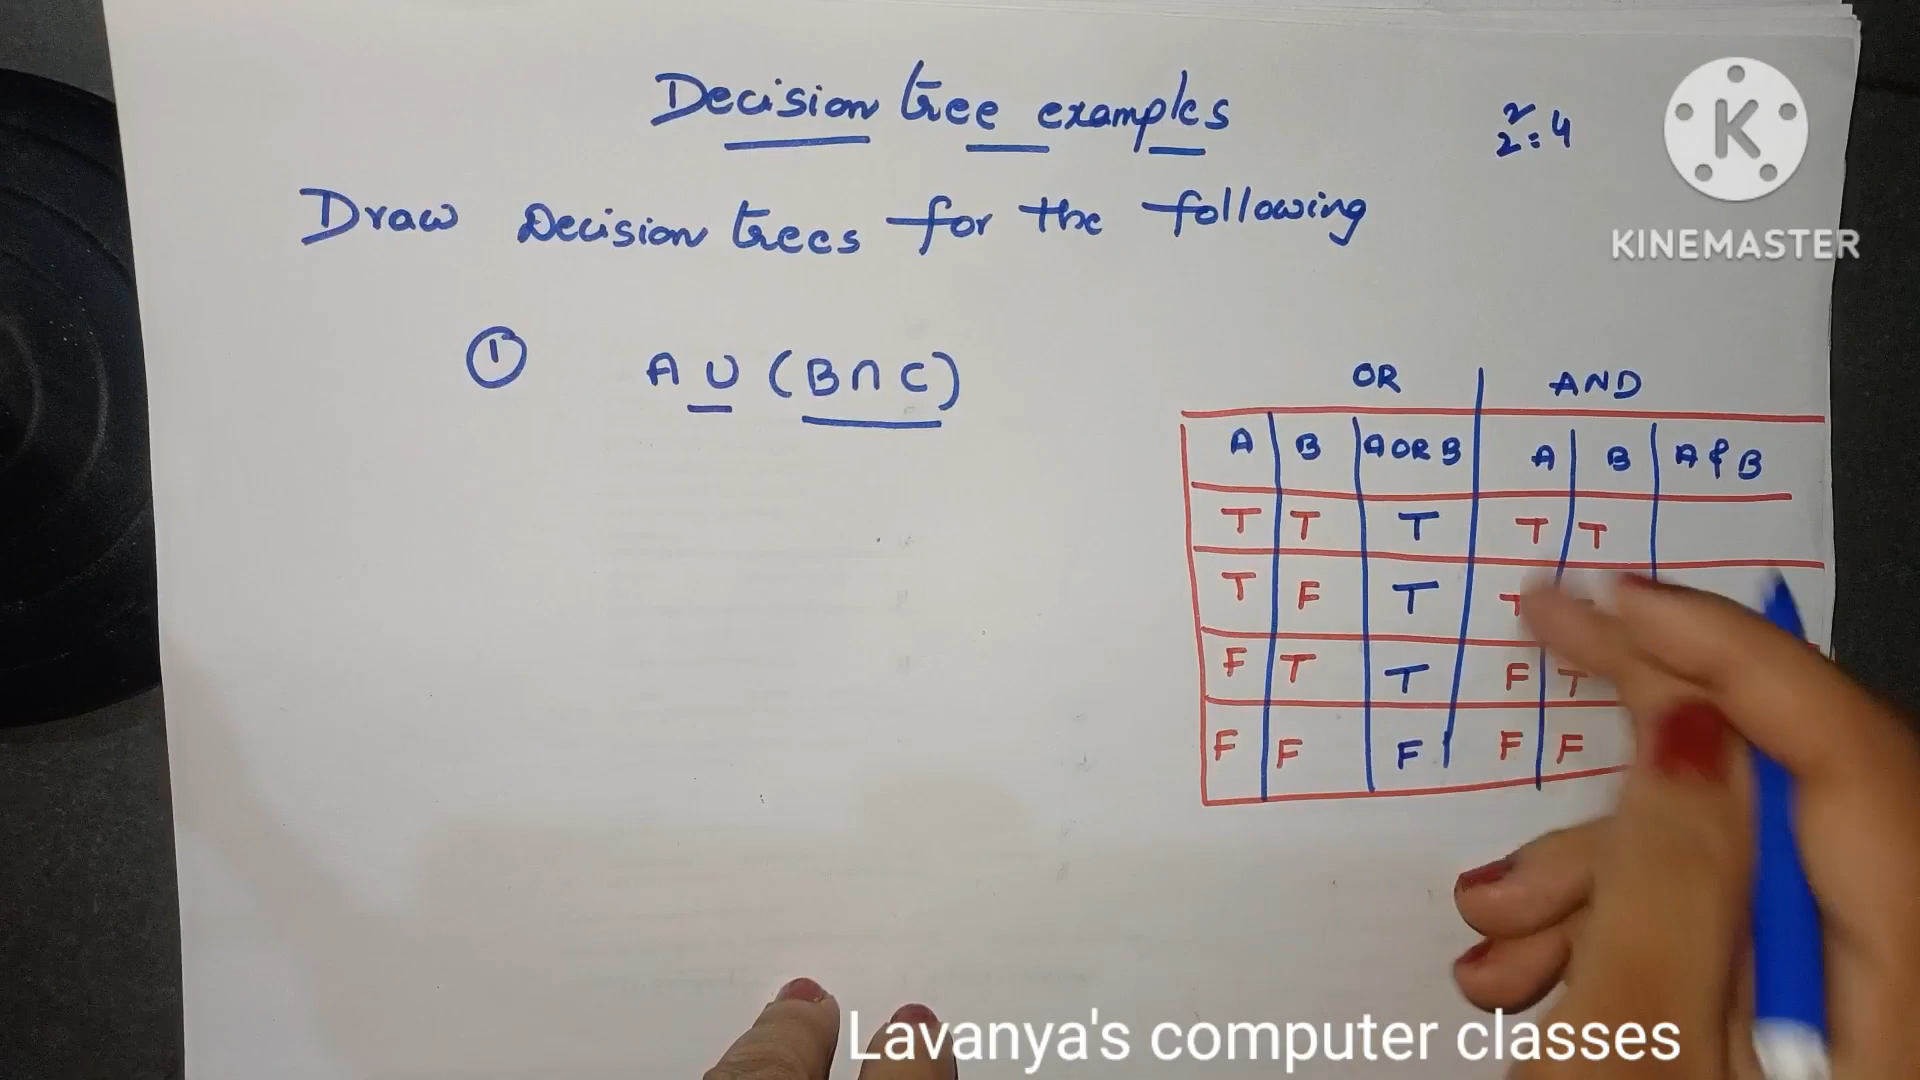 Decision tree examples
2² = 4
K
KINEMASTER
Draw Decision trees for the following
① A ∪ (B ∩ C)
OR AND
A B A OR B A B A & B
T T T T T
T F T T
F T T F T
F F F F F
Lavanya's computer classes